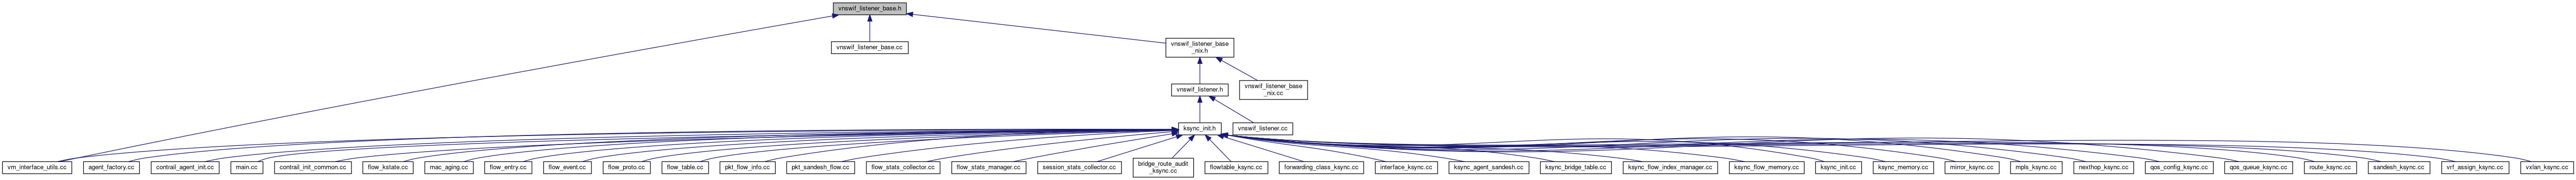 vnswif_listener_base.h
vnswif_listener_base.cc
vnswif_listener_base
_nix.h
vnswif_listener.h
vnswif_listener_base
_nix.cc
ksync_init.h
vnswif_listener.cc
vm_interface_utils.cc
agent_factory.cc
contrail_agent_init.cc
main.cc
contrail_init_common.cc
flow_kstate.cc
mac_aging.cc
flow_entry.cc
flow_event.cc
flow_proto.cc
flow_table.cc
pkt_flow_info.cc
pkt_sandesh_flow.cc
flow_stats_collector.cc
flow_stats_manager.cc
session_stats_collector.cc
bridge_route_audit
_ksync.cc
flowtable_ksync.cc
forwarding_class_ksync.cc
interface_ksync.cc
ksync_agent_sandesh.cc
ksync_bridge_table.cc
ksync_flow_index_manager.cc
ksync_flow_memory.cc
ksync_init.cc
ksync_memory.cc
mirror_ksync.cc
mpls_ksync.cc
nexthop_ksync.cc
qos_config_ksync.cc
qos_queue_ksync.cc
route_ksync.cc
sandesh_ksync.cc
vrf_assign_ksync.cc
vxlan_ksync.cc